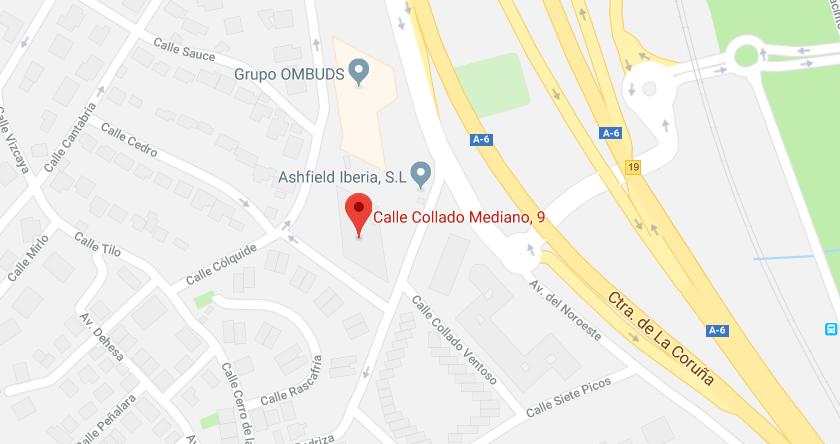 Calle Sauce
Grupo OMBUDS
Calle Cantabria
Calle Vizcaya
Calle Cedro
A-6
A-6
19
Ashfield Iberia, S.L
Calle Collado Mediano, 9
Calle Mirlo
Calle Tilo
Calle Cólquide
Av. Dehesa
Calle Collado Ventoso
Av. del Noroeste
Ctra. de La Coruña
A-6
Calle Rascafría
Calle Cerro de la
Calle Peñalara
Calle Siete Picos